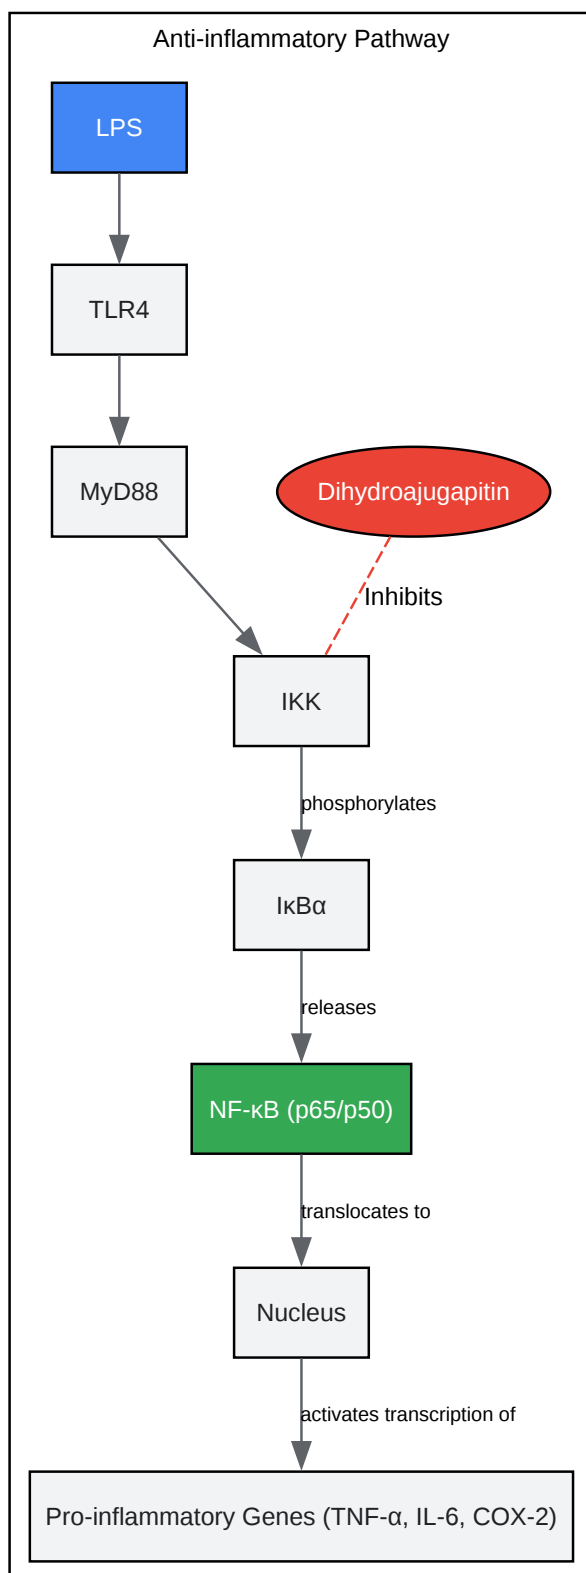 Anti-inflammatory Pathway
LPS
TLR4
MyD88
Dihydroajugapitin
Inhibits
IKK
phosphorylates
IκBα
releases
NF-κB (p65/p50)
translocates to
Nucleus
activates transcription of
Pro-inflammatory Genes (TNF-α, IL-6, COX-2)